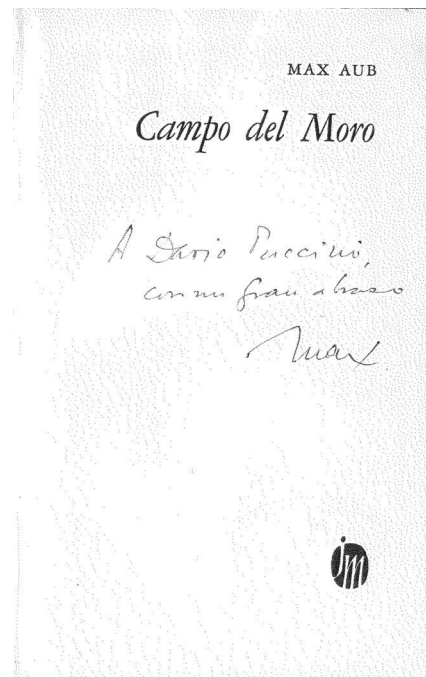 MAX AUB
Campo del Moro
A Dario Puccini,
con un gran abrazo
Max
jm